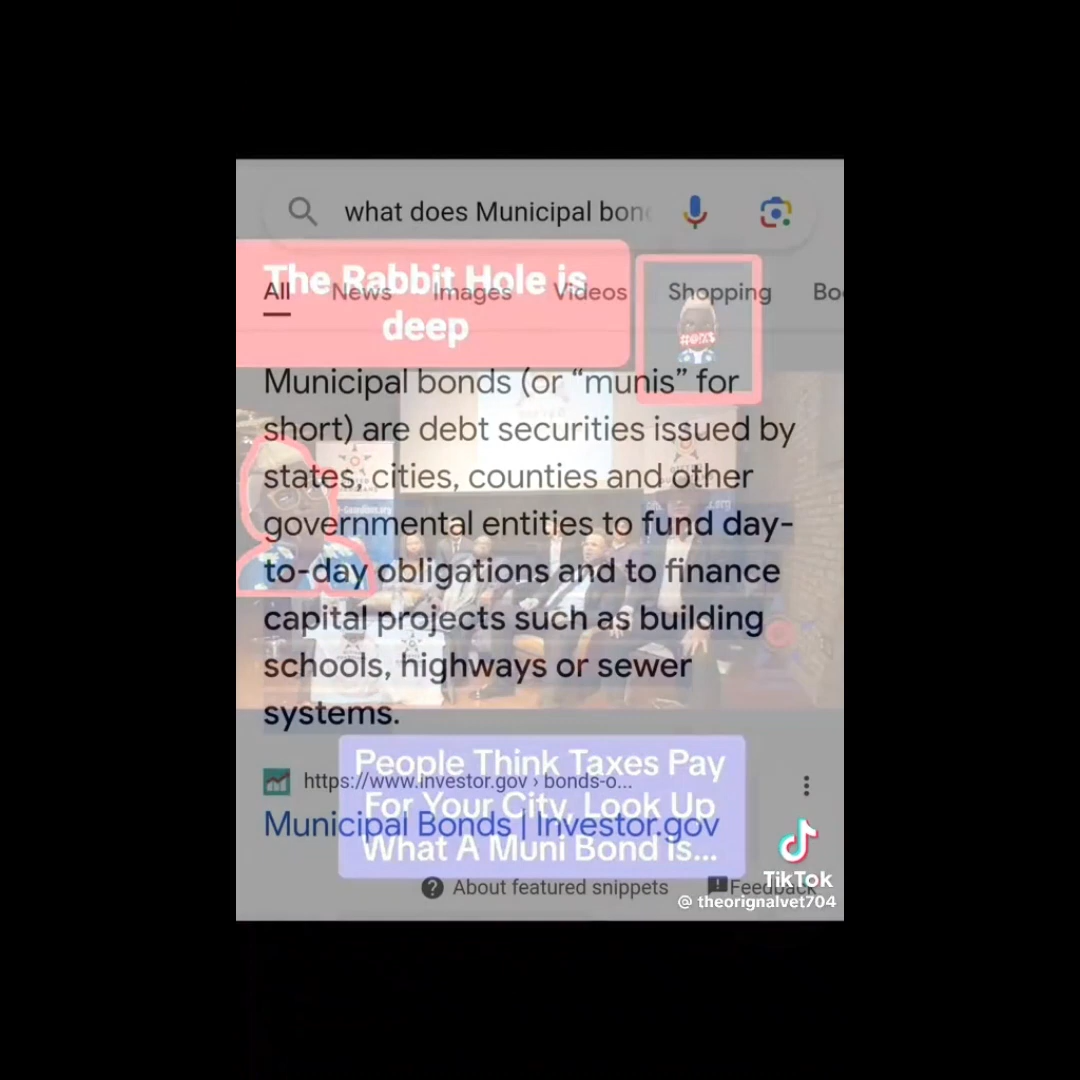 what does Municipal bon
The Rabbit Hole is
deep
All News Images Videos Shopping Bo
#@%$
Municipal bonds (or “munis” for
short) are debt securities issued by
states, cities, counties and other
governmental entities to fund day-
to-day obligations and to finance
capital projects such as building
schools, highways or sewer
systems.
People Think Taxes Pay
For Your City, Look Up
What A Muni Bond is...
https://www.investor.gov › bonds-o...
Municipal Bonds | Investor.gov
About featured snippets
Feedback
TikTok
@ theorignalvet704